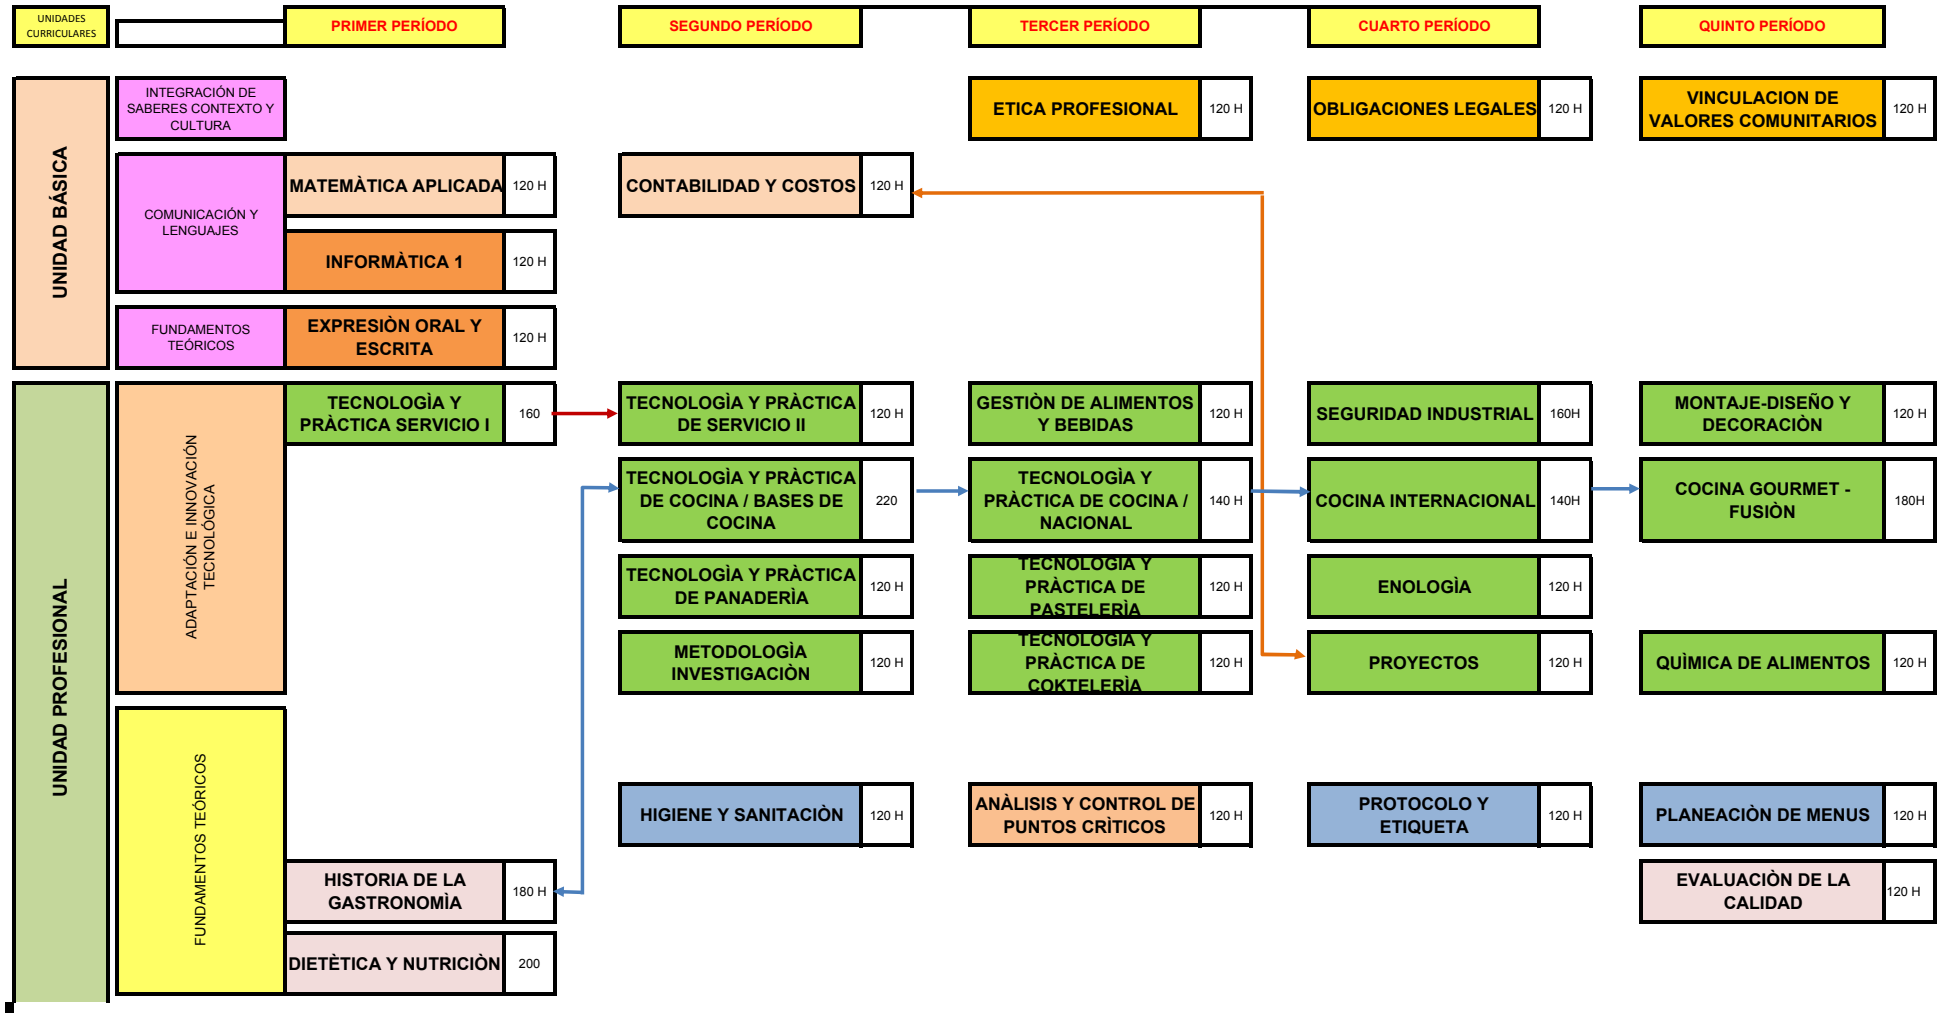 UNIDADES
CURRICULARES
PRIMER PERÍODO
SEGUNDO PERÍODO
TERCER PERÍODO
CUARTO PERÍODO
QUINTO PERÍODO
UNIDAD BÁSICA
INTEGRACIÓN DE
SABERES CONTEXTO Y
CULTURA
ETICA PROFESIONAL
120 H
OBLIGACIONES LEGALES
120 H
VINCULACION DE
VALORES COMUNITARIOS
120 H
COMUNICACIÓN Y
LENGUAJES
MATEMÀTICA APLICADA
120 H
CONTABILIDAD Y COSTOS
120 H
INFORMÀTICA 1
120 H
FUNDAMENTOS
TEÓRICOS
EXPRESIÒN ORAL Y
ESCRITA
120 H
UNIDAD PROFESIONAL
ADAPTACIÓN E INNOVACIÓN
TECNOLÓGICA
TECNOLOGÌA Y
PRÀCTICA SERVICIO I
160
TECNOLOGÌA Y PRÀCTICA
DE SERVICIO II
120 H
GESTIÒN DE ALIMENTOS
Y BEBIDAS
120 H
SEGURIDAD INDUSTRIAL
160H
MONTAJE-DISEÑO Y
DECORACIÒN
120 H
TECNOLOGÌA Y PRÀCTICA
DE COCINA / BASES DE
COCINA
220
TECNOLOGÌA Y
PRÀCTICA DE COCINA /
NACIONAL
140 H
COCINA INTERNACIONAL
140H
COCINA GOURMET -
FUSIÒN
180H
TECNOLOGÌA Y PRÀCTICA
DE PANADERÌA
120 H
TECNOLOGÌA Y
PRÀCTICA DE
PASTELERÌA
120 H
ENOLOGÌA
120 H
METODOLOGÌA
INVESTIGACIÒN
120 H
TECNOLOGÌA Y
PRÀCTICA DE
COKTELERÌA
120 H
PROYECTOS
120 H
QUÌMICA DE ALIMENTOS
120 H
FUNDAMENTOS TEÓRICOS
HIGIENE Y SANITACIÒN
120 H
ANÀLISIS Y CONTROL DE
PUNTOS CRÌTICOS
120 H
PROTOCOLO Y
ETIQUETA
120 H
PLANEACIÒN DE MENUS
120 H
HISTORIA DE LA
GASTRONOMÌA
180 H
EVALUACIÒN DE LA
CALIDAD
120 H
DIETÈTICA Y NUTRICIÒN
200